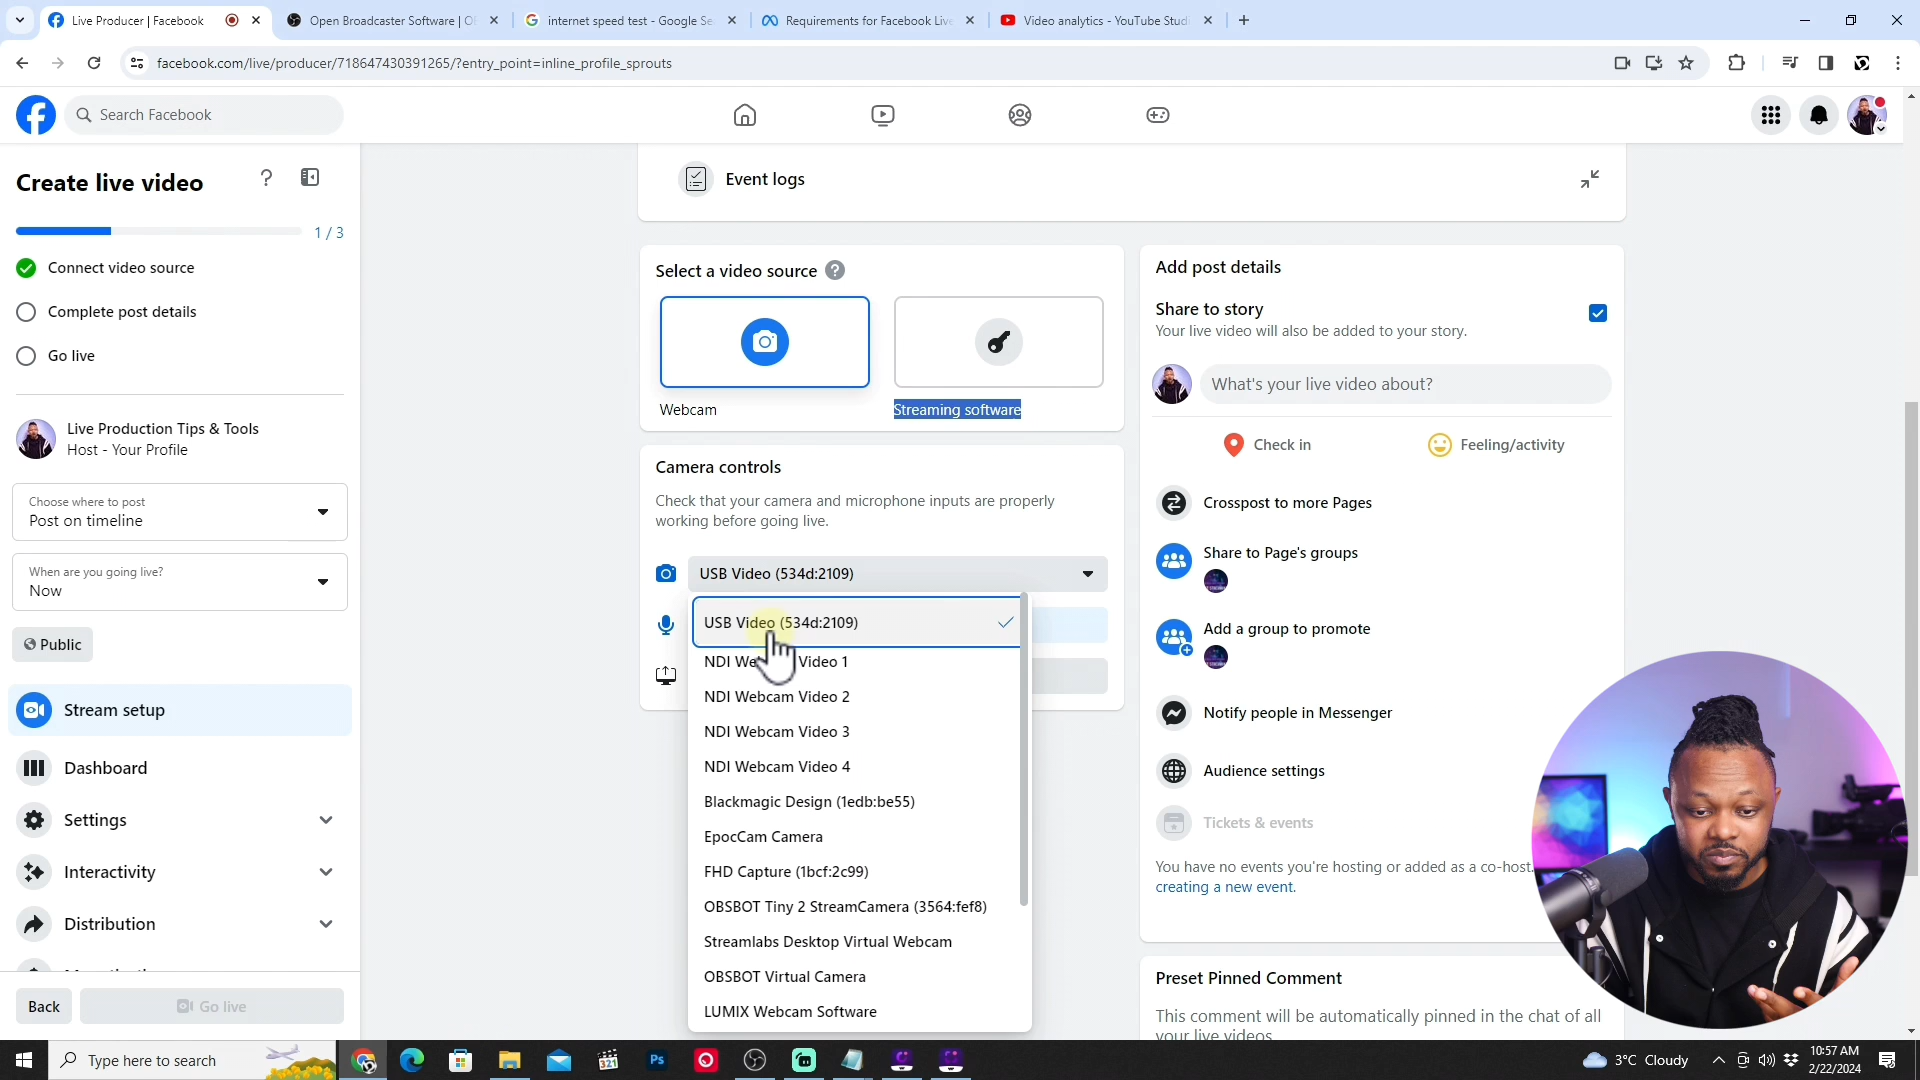 Live Producer | Facebook
Open Broadcaster Software | O
internet speed test - Google Se
Requirements for Facebook Live
Video analytics - YouTube Studi
facebook.com/live/producer/718647430391265/?entry_point=inline_profile_sprouts
Search Facebook
Create live video
1 / 3
Connect video source
Complete post details
Go live
Live Production Tips & Tools
Host - Your Profile
Choose where to post
Post on timeline
When are you going live?
Now
Public
Stream setup
Dashboard
Settings
Interactivity
Distribution
Back
Go live
Event logs
Select a video source
Webcam
Streaming software
Camera controls
Check that your camera and microphone inputs are properly
working before going live.
USB Video (534d:2109)
USB Video (534d:2109)
NDI Video 1
NDI Webcam Video 2
NDI Webcam Video 3
NDI Webcam Video 4
Blackmagic Design (1edb:be55)
EpocCam Camera
FHD Capture (1bcf:2c99)
OBSBOT Tiny 2 StreamCamera (3564:fef8)
Streamlabs Desktop Virtual Webcam
OBSBOT Virtual Camera
LUMIX Webcam Software
Add post details
Share to story
Your live video will also be added to your story.
What's your live video about?
Check in
Feeling/activity
Crosspost to more Pages
Share to Page's groups
Add a group to promote
Notify people in Messenger
Audience settings
Tickets & events
You have no events you're hosting or added as a co-host.
creating a new event.
Preset Pinned Comment
This comment will be automatically pinned in the chat of all
your live videos
Type here to search
321
Ps
3°C Cloudy
10:57 AM
2/22/2024